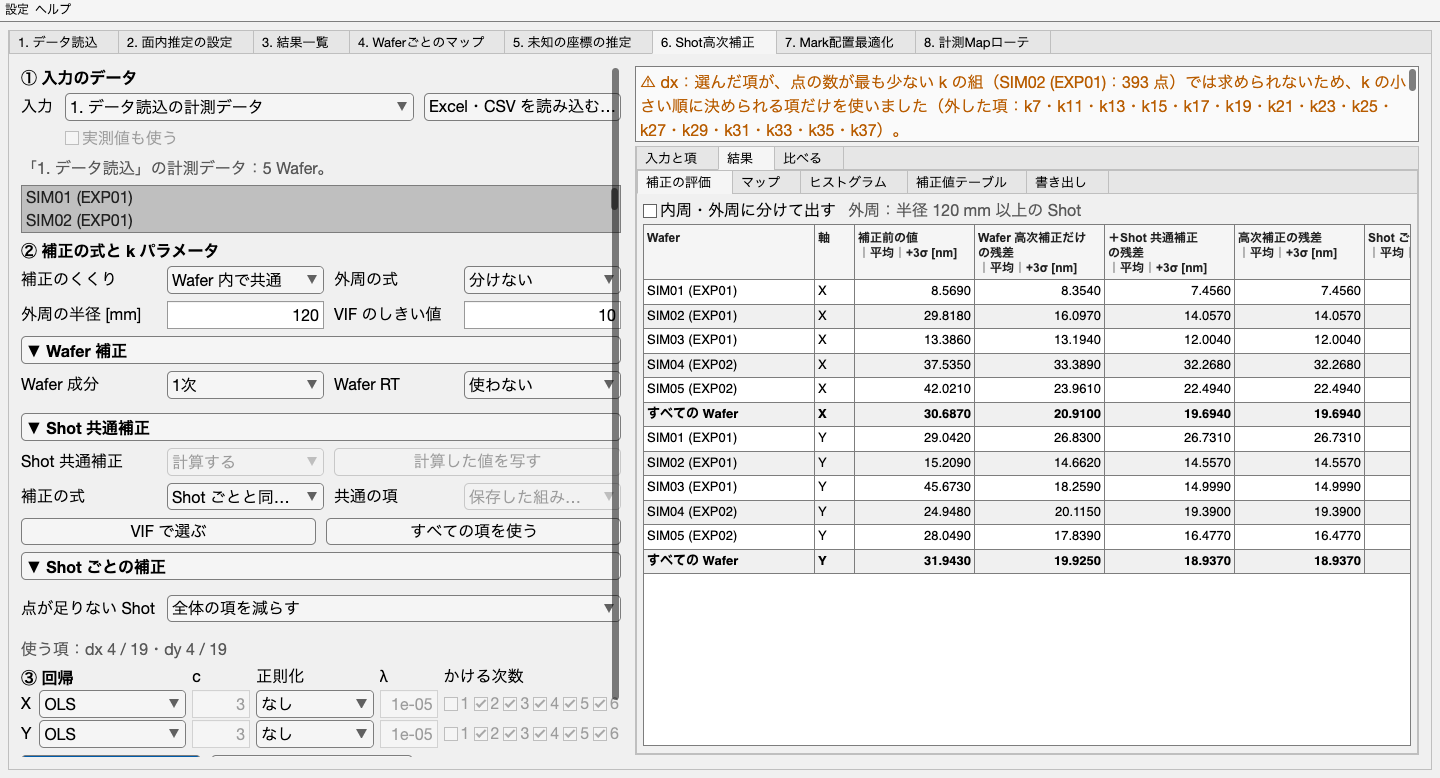 設定 ヘルプ
1. データ読込
2. 面内推定の設定
3. 結果一覧
4. Waferごとのマップ
5. 未知の座標の推定
6. Shot高次補正
7. Mark配置最適化
8. 計測Mapローテ
① 入力のデータ
入力 1. データ読込の計測データ Excel・CSV を読み込む...
実測値も使う
「1. データ読込」の計測データ：5 Wafer。
SIM01 (EXP01)
SIM02 (EXP01)
② 補正の式と k パラメータ
補正のくくり Wafer 内で共通 外周の式 分けない
外周の半径 [mm] 120 VIF のしきい値 10
▼ Wafer 補正
Wafer 成分 1次 Wafer RT 使わない
▼ Shot 共通補正
Shot 共通補正 計算する 計算した値を写す
補正の式 Shot ごとと同... 共通の項 保存した組み...
VIF で選ぶ すべての項を使う
▼ Shot ごとの補正
点が足りない Shot 全体の項を減らす
使う項：dx 4 / 19・dy 4 / 19
③ 回帰 c 正則化 λ かける次数
X OLS 3 なし 1e-05 1 2 3 4 5 6
Y OLS 3 なし 1e-05 1 2 3 4 5 6
⚠ dx：選んだ項が、点の数が最も少ない k の組（SIM02 (EXP01)：393 点）では求められないため、k の小
さい順に決められる項だけを使いました（外した項：k7・k11・k13・k15・k17・k19・k21・k23・k25・
k27・k29・k31・k33・k35・k37）。
入力と項 結果 比べる
補正の評価 マップ ヒストグラム 補正値テーブル 書き出し
内周・外周に分けて出す 外周：半径 120 mm 以上の Shot
Wafer 軸 補正前の値 Wafer 高次補正だけ ＋Shot 共通補正 高次補正の残差 Shot ご
｜平均｜+3σ [nm] の残差 の残差 ｜平均｜+3σ [nm] ｜平均｜
｜平均｜+3σ [nm] ｜平均｜+3σ [nm]
SIM01 (EXP01) X 8.5690 8.3540 7.4560 7.4560
SIM02 (EXP01) X 29.8180 16.0970 14.0570 14.0570
SIM03 (EXP01) X 13.3860 13.1940 12.0040 12.0040
SIM04 (EXP02) X 37.5350 33.3890 32.2680 32.2680
SIM05 (EXP02) X 42.0210 23.9610 22.4940 22.4940
すべての Wafer X 30.6870 20.9100 19.6940 19.6940
SIM01 (EXP01) Y 29.0420 26.8300 26.7310 26.7310
SIM02 (EXP01) Y 15.2090 14.6620 14.5570 14.5570
SIM03 (EXP01) Y 45.6730 18.2590 14.9990 14.9990
SIM04 (EXP02) Y 24.9480 20.1150 19.3900 19.3900
SIM05 (EXP02) Y 28.0490 17.8390 16.4770 16.4770
すべての Wafer Y 31.9430 19.9250 18.9370 18.9370